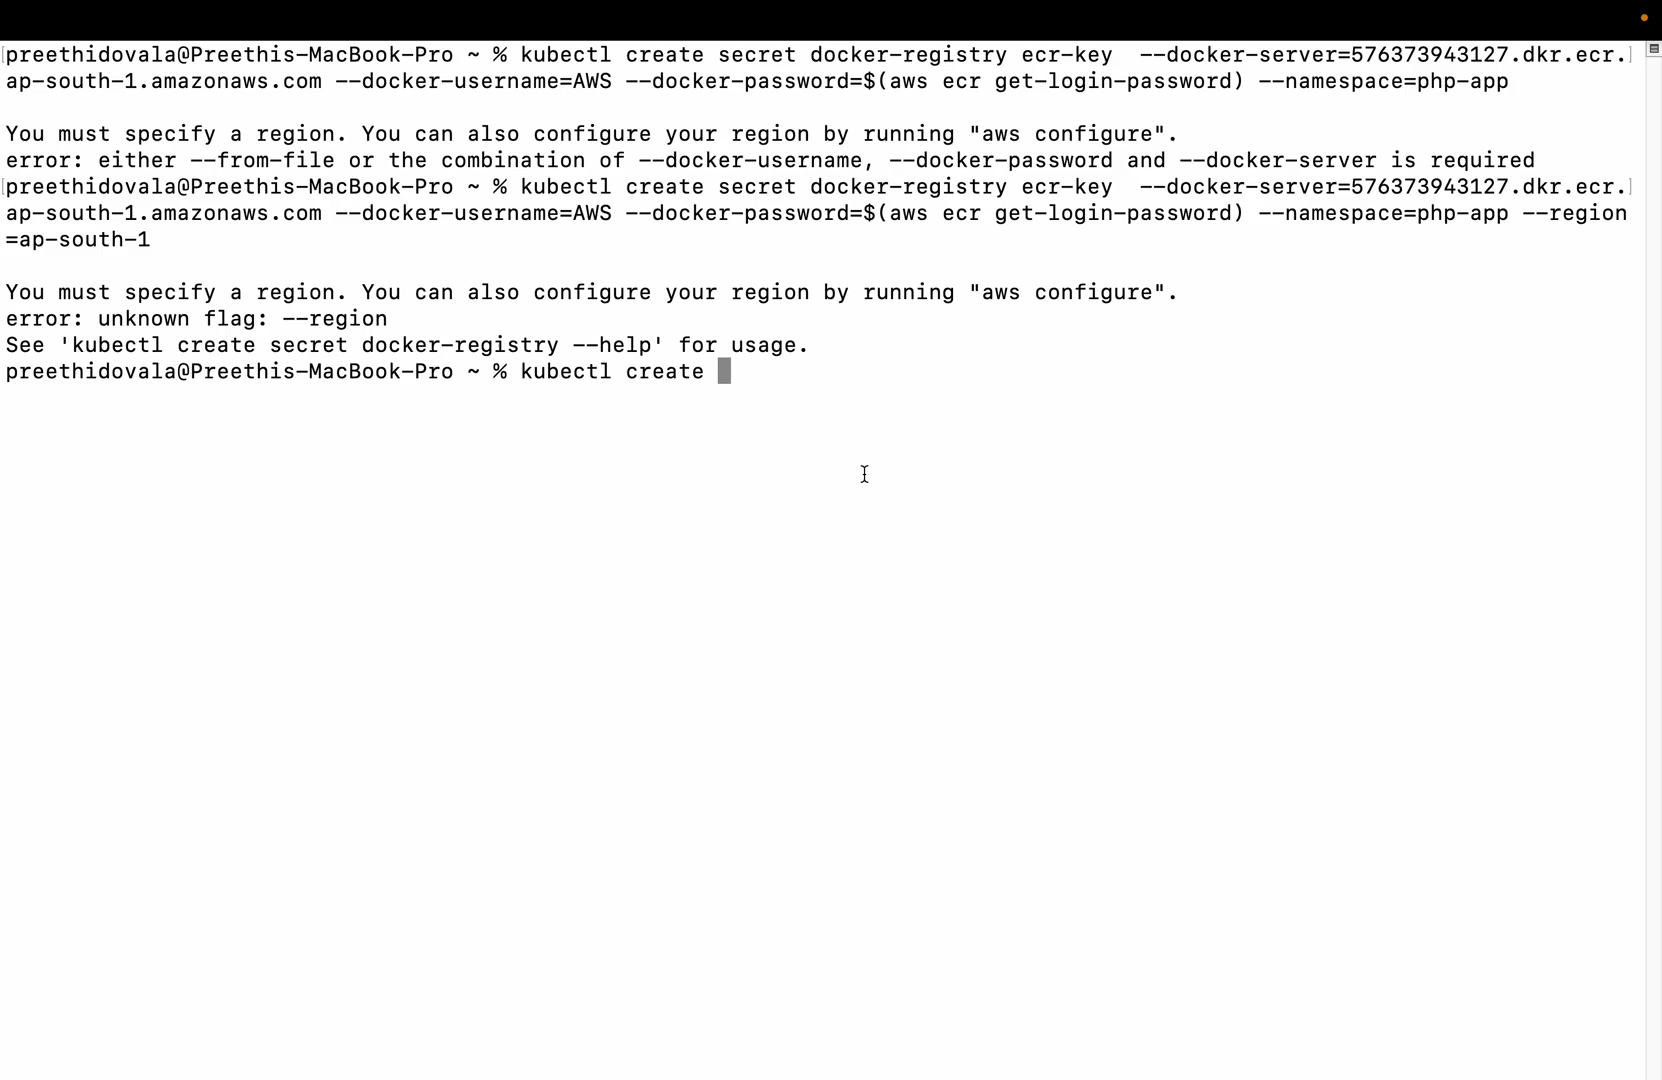 preethidovala@Preethis-MacBook-Pro ~ % kubectl create secret docker-registry ecr-key  --docker-server=576373943127.dkr.ecr.
ap-south-1.amazonaws.com --docker-username=AWS --docker-password=$(aws ecr get-login-password) --namespace=php-app
You must specify a region. You can also configure your region by running "aws configure".
error: either --from-file or the combination of --docker-username, --docker-password and --docker-server is required
preethidovala@Preethis-MacBook-Pro ~ % kubectl create secret docker-registry ecr-key  --docker-server=576373943127.dkr.ecr.
ap-south-1.amazonaws.com --docker-username=AWS --docker-password=$(aws ecr get-login-password) --namespace=php-app --region
=ap-south-1
You must specify a region. You can also configure your region by running "aws configure".
error: unknown flag: --region
See 'kubectl create secret docker-registry --help' for usage.
preethidovala@Preethis-MacBook-Pro ~ % kubectl create